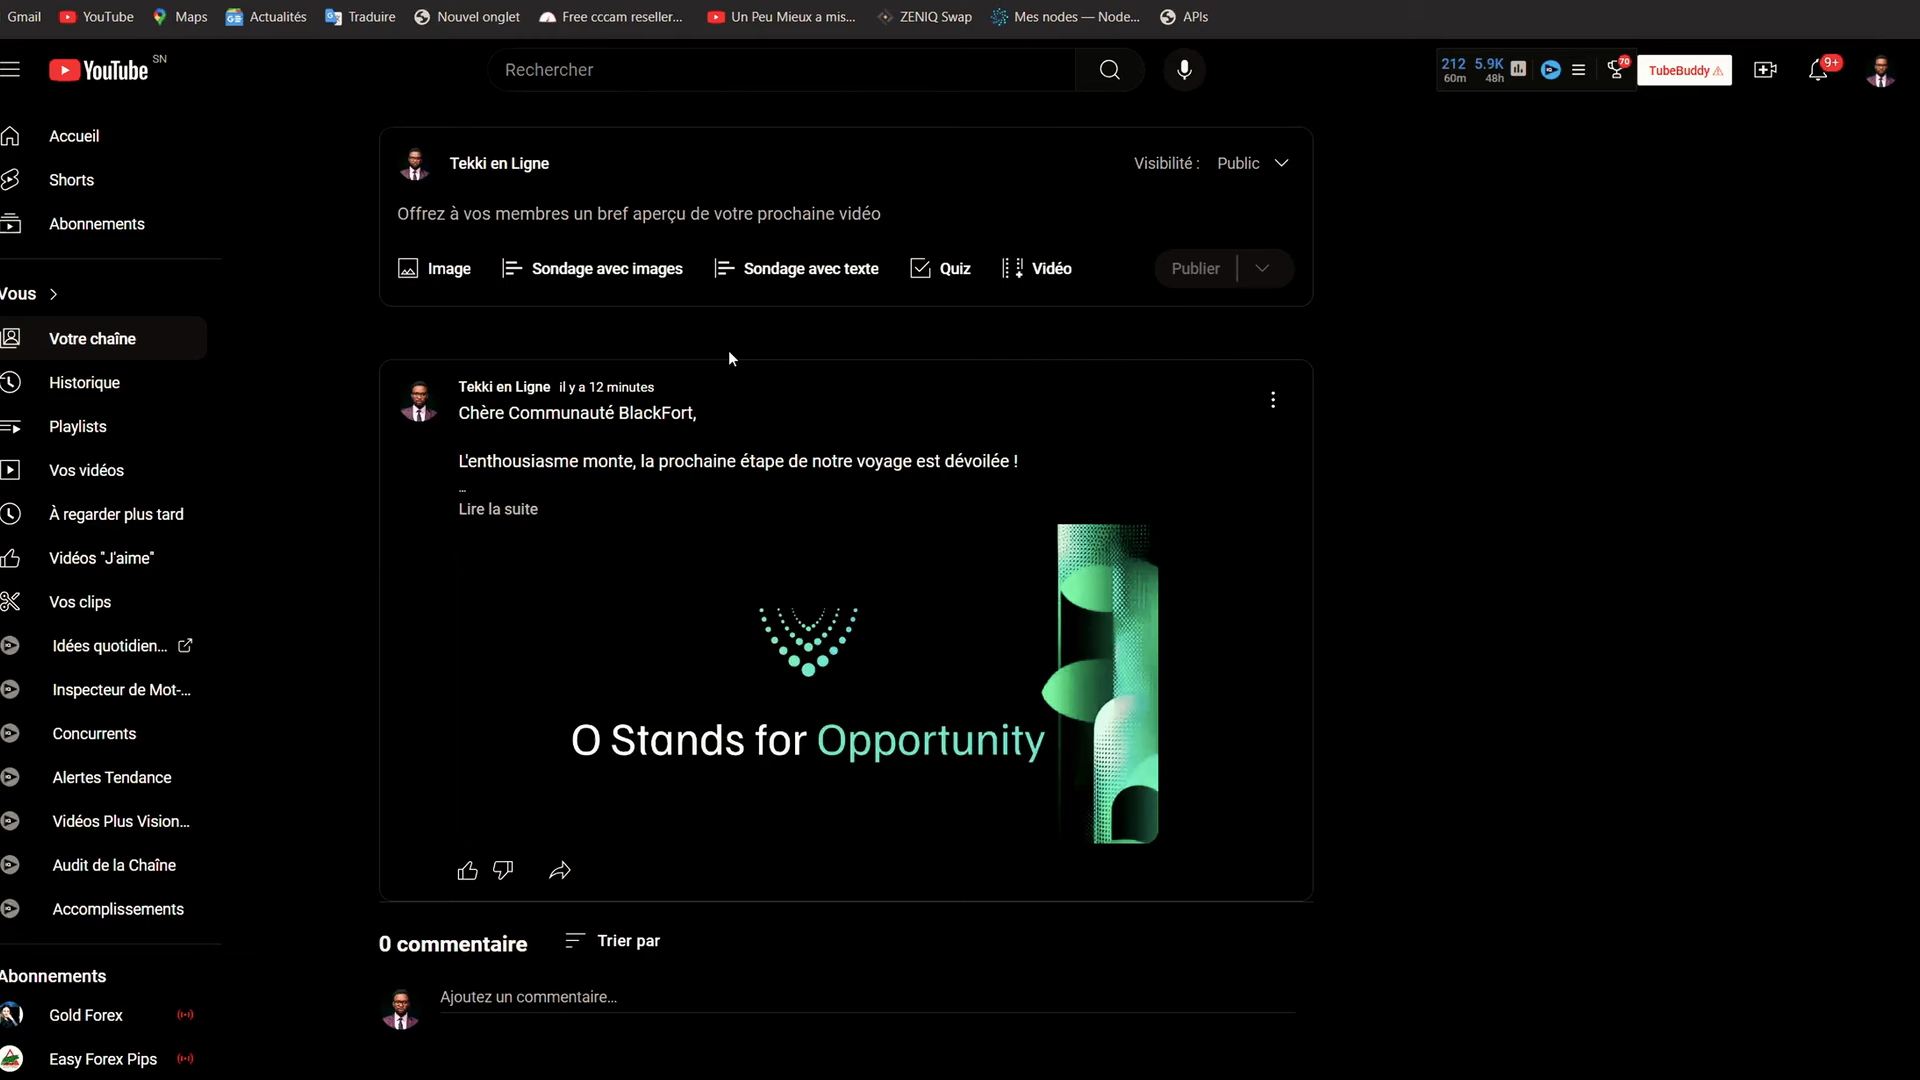 Gmail
YouTube
Maps
Actualités
Traduire
Nouvel onglet
Free cccam reseller...
Un Peu Mieux a mis...
ZENIQ Swap
Mes nodes — Node...
APIs
YouTube SN
Rechercher
212 5.9K
60m 48h
70
TubeBuddy
9+
Accueil
Shorts
Abonnements
Vous
Votre chaîne
Historique
Playlists
Vos vidéos
À regarder plus tard
Vidéos "J'aime"
Vos clips
Idées quotidien...
Inspecteur de Mot-...
Concurrents
Alertes Tendance
Vidéos Plus Vision...
Audit de la Chaîne
Accomplissements
Abonnements
Gold Forex
Easy Forex Pips
Tekki en Ligne
Visibilité : Public
Offrez à vos membres un bref aperçu de votre prochaine vidéo
Image
Sondage avec images
Sondage avec texte
Quiz
Vidéo
Publier
Tekki en Ligne il y a 12 minutes
Chère Communauté BlackFort,
L'enthousiasme monte, la prochaine étape de notre voyage est dévoilée !
...
Lire la suite
O Stands for Opportunity
0 commentaire
Trier par
Ajoutez un commentaire...